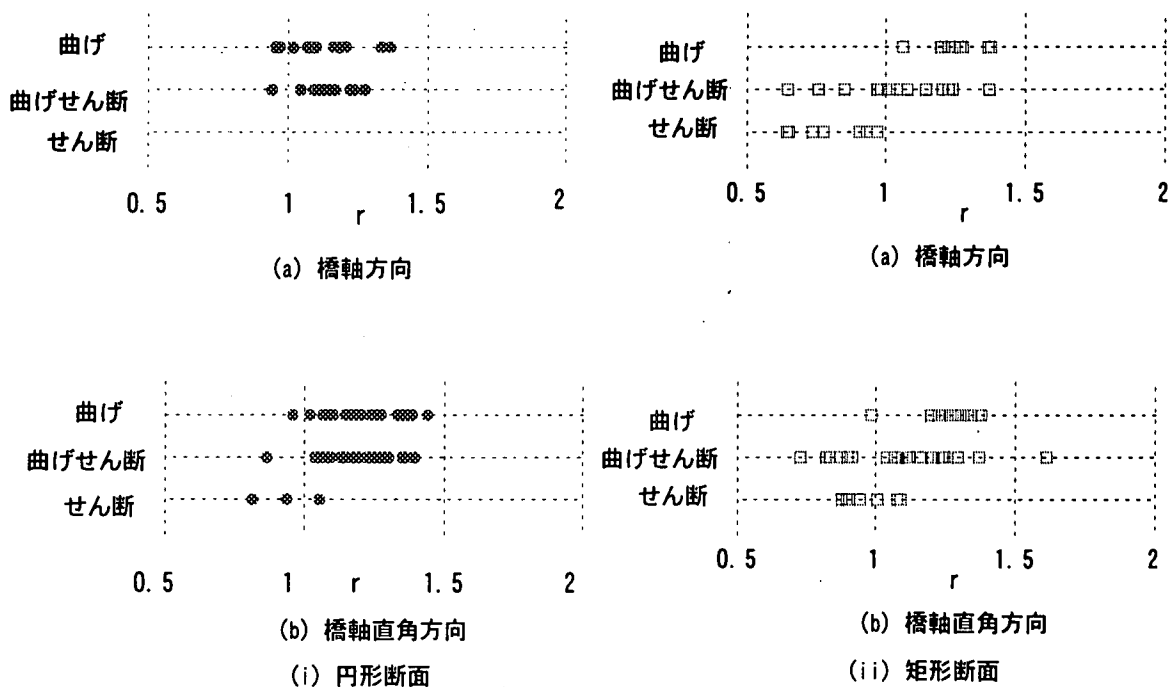 曲げ
曲げせん断
せん断
0.5 1 1.5 2
r
(a) 橋軸方向
曲げ
曲げせん断
せん断
0.5 1 1.5 2
r
(a) 橋軸方向
曲げ
曲げせん断
せん断
0.5 1 r 1.5 2
(b) 橋軸直角方向
(i) 円形断面
曲げ
曲げせん断
せん断
0.5 1 r 1.5 2
(b) 橋軸直角方向
(ii) 矩形断面